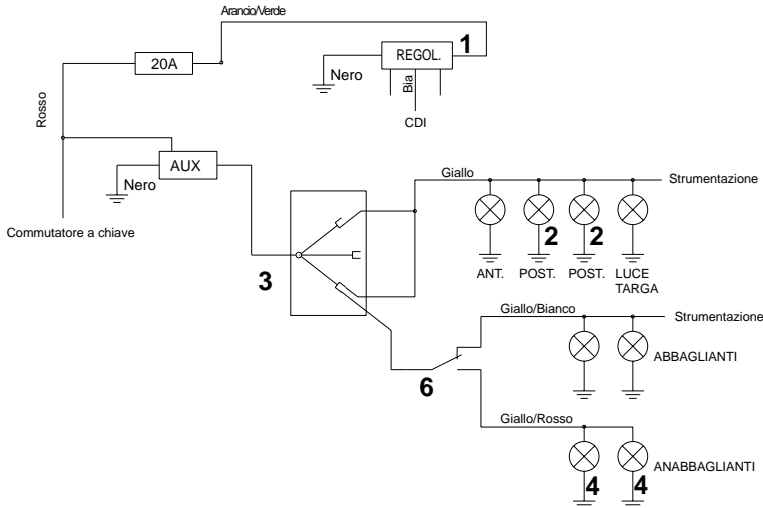 Arancio/Verde
REGOL.
1
20A
Nero
Bia
CDI
Rosso
AUX
Nero
Commutatore a chiave
Giallo
Strumentazione
2
2
3
ANT.
POST.
POST.
LUCE
TARGA
Giallo/Bianco
Strumentazione
ABBAGLIANTI
6
Giallo/Rosso
ANABBAGLIANTI
4
4